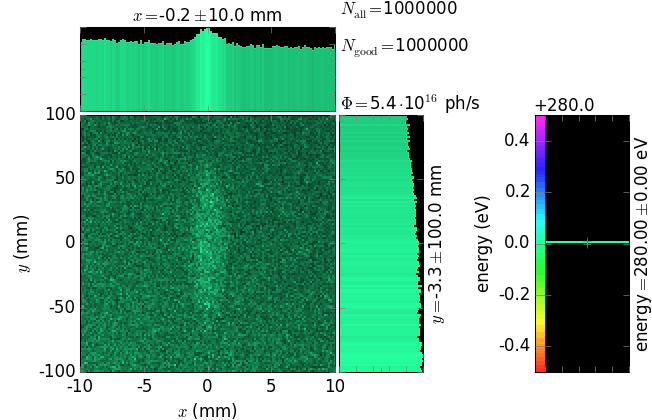 x=-0.2±10.0 mm
N_all=1000000
N_good=1000000
Φ=5.4·10^16 ph/s
+280.0
100
50
0
-50
-100
y (mm)
-10
-5
0
5
10
x (mm)
y=-3.3±100.0 mm
0.4
0.2
0.0
-0.2
-0.4
energy (eV)
energy=280.00±0.00 eV